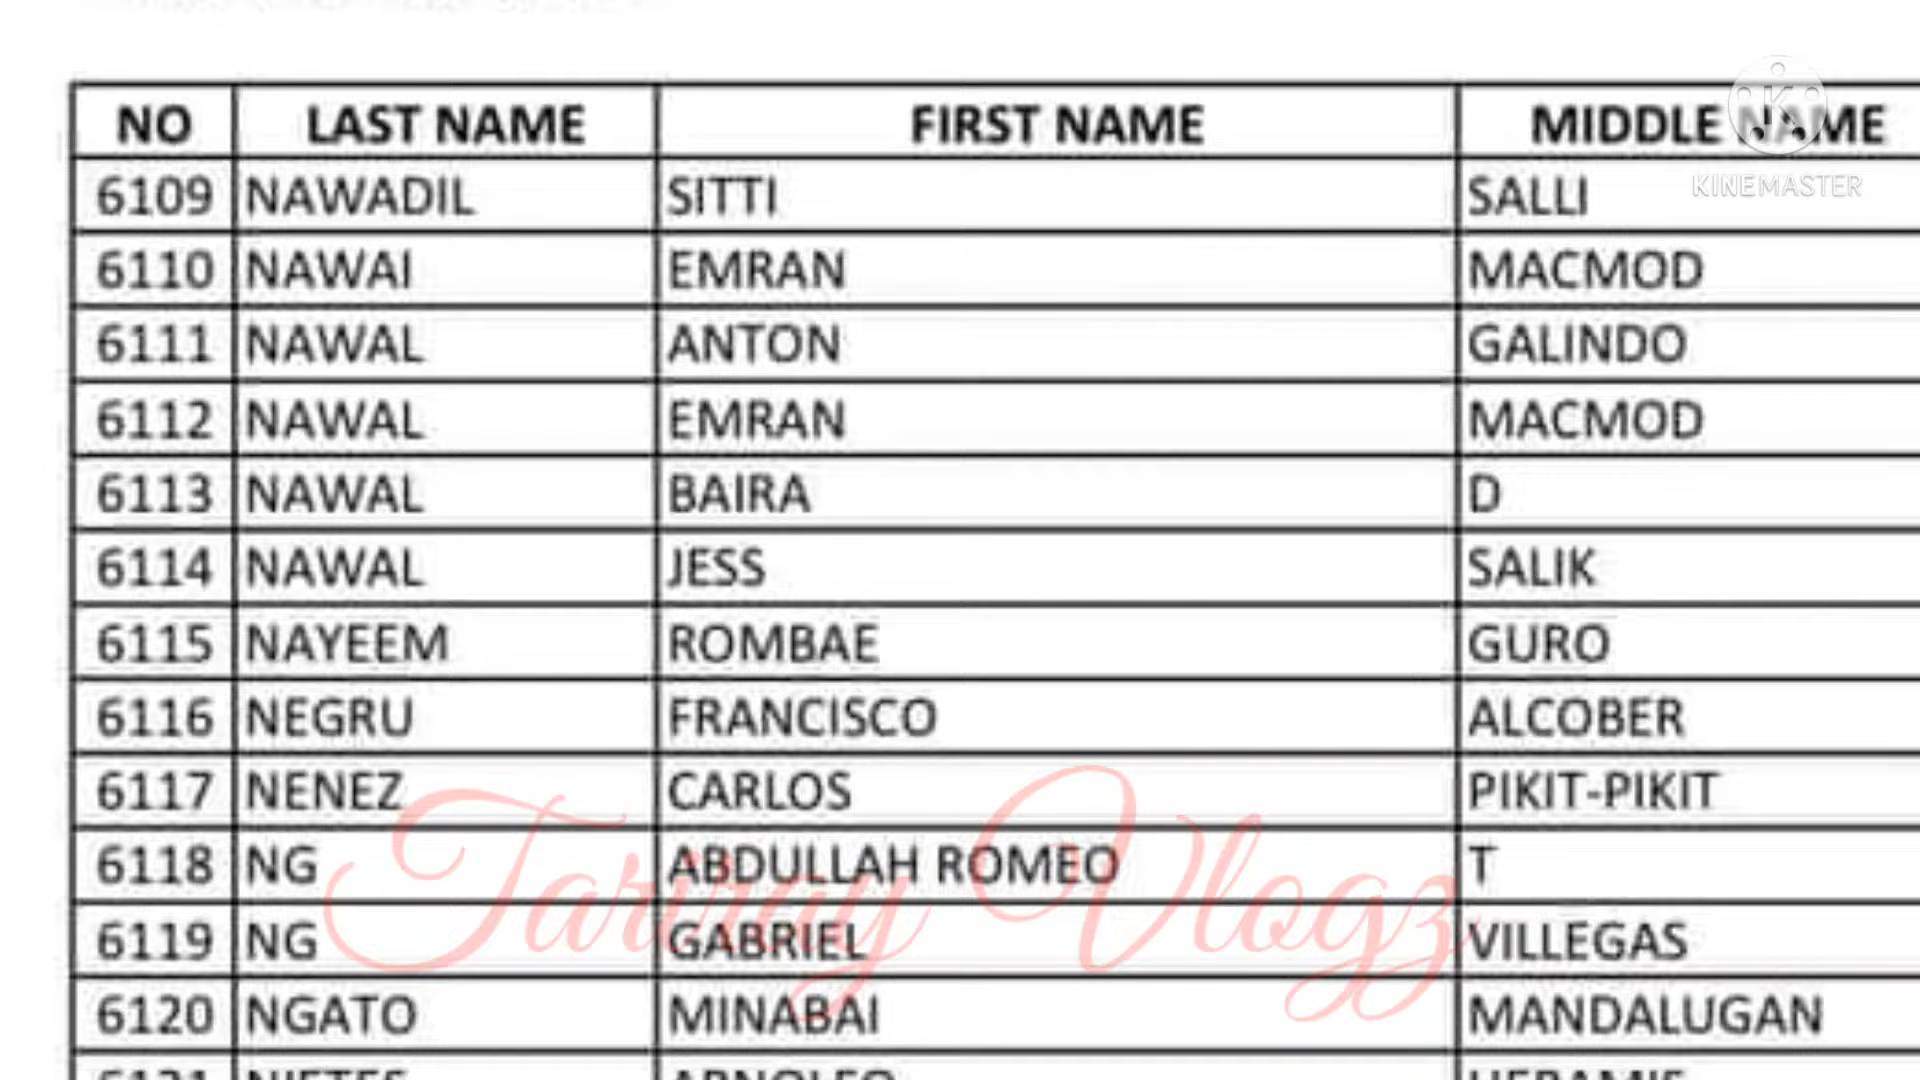 NO LAST NAME FIRST NAME MIDDLE NAME
KINEMASTER
6109 NAWADIL SITTI SALLI
6110 NAWAI EMRAN MACMOD
6111 NAWAL ANTON GALINDO
6112 NAWAL EMRAN MACMOD
6113 NAWAL BAIRA D
6114 NAWAL JESS SALIK
6115 NAYEEM ROMBAE GURO
6116 NEGRU FRANCISCO ALCOBER
6117 NENEZ CARLOS PIKIT-PIKIT
6118 NG ABDULLAH ROMEO T
Tarray Vlogz
6119 NG GABRIEL VILLEGAS
6120 NGATO MINABAI MANDALUGAN
6121